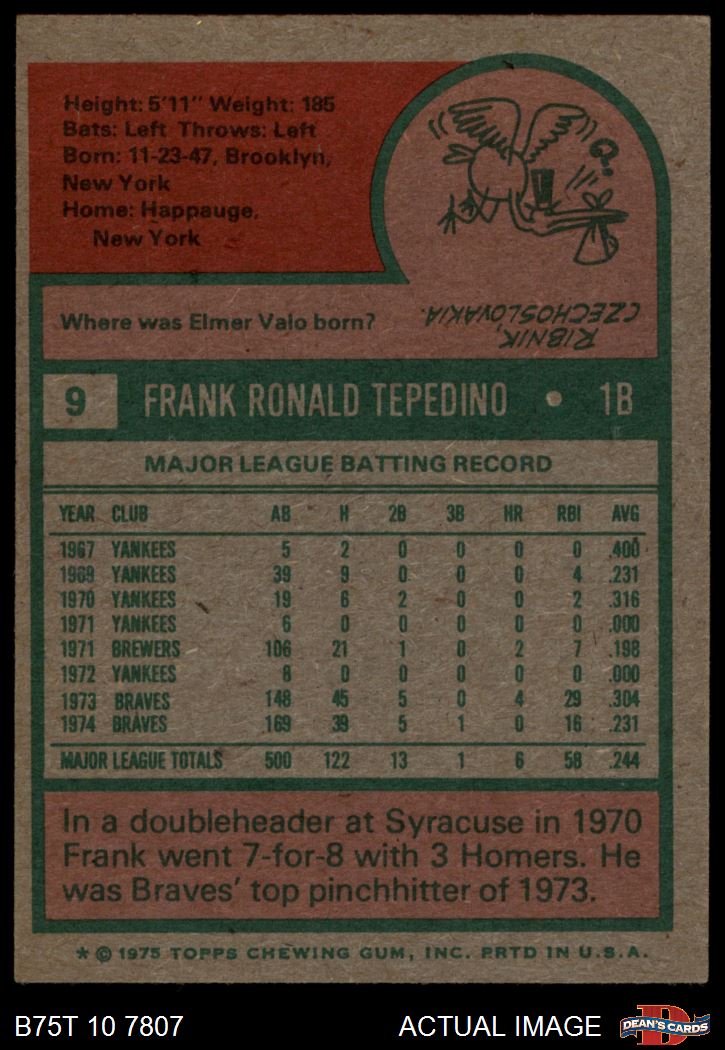 Height: 5'11" Weight: 185
Bats: Left Throws: Left
Born: 11-23-47, Brooklyn,
New York
Home: Happauge,
New York
Where was Elmer Valo born?
RIBNIK,
CZECHOSLOVAKIA.
9 FRANK RONALD TEPEDINO • 1B
MAJOR LEAGUE BATTING RECORD
YEAR CLUB AB H 2B 3B HR RBI AVG
1967 YANKEES 5 2 0 0 0 0 .400
1969 YANKEES 39 9 0 0 0 4 .231
1970 YANKEES 19 6 2 0 0 2 .316
1971 YANKEES 6 0 0 0 0 0 .000
1971 BREWERS 106 21 1 0 2 7 .198
1972 YANKEES 8 0 0 0 0 0 .000
1973 BRAVES 148 45 5 0 4 29 .304
1974 BRAVES 169 39 5 1 0 16 .231
MAJOR LEAGUE TOTALS 500 122 13 1 6 58 .244
In a doubleheader at Syracuse in 1970
Frank went 7-for-8 with 3 Homers. He
was Braves' top pinchhitter of 1973.
* © 1975 TOPPS CHEWING GUM, INC. PRTD IN U.S.A.
B75T 10 7807 ACTUAL IMAGE D DEAN'S CARDS